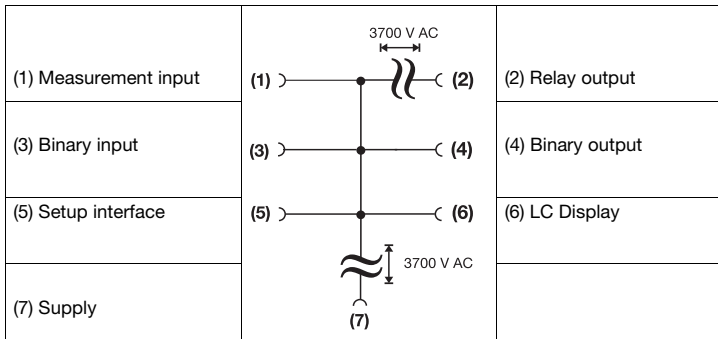 3700 V AC
(1) Measurement input
(1)
(2)
(2) Relay output
(3) Binary input
(3)
(4)
(4) Binary output
(5) Setup interface
(5)
(6)
(6) LC Display
3700 V AC
(7) Supply
(7)